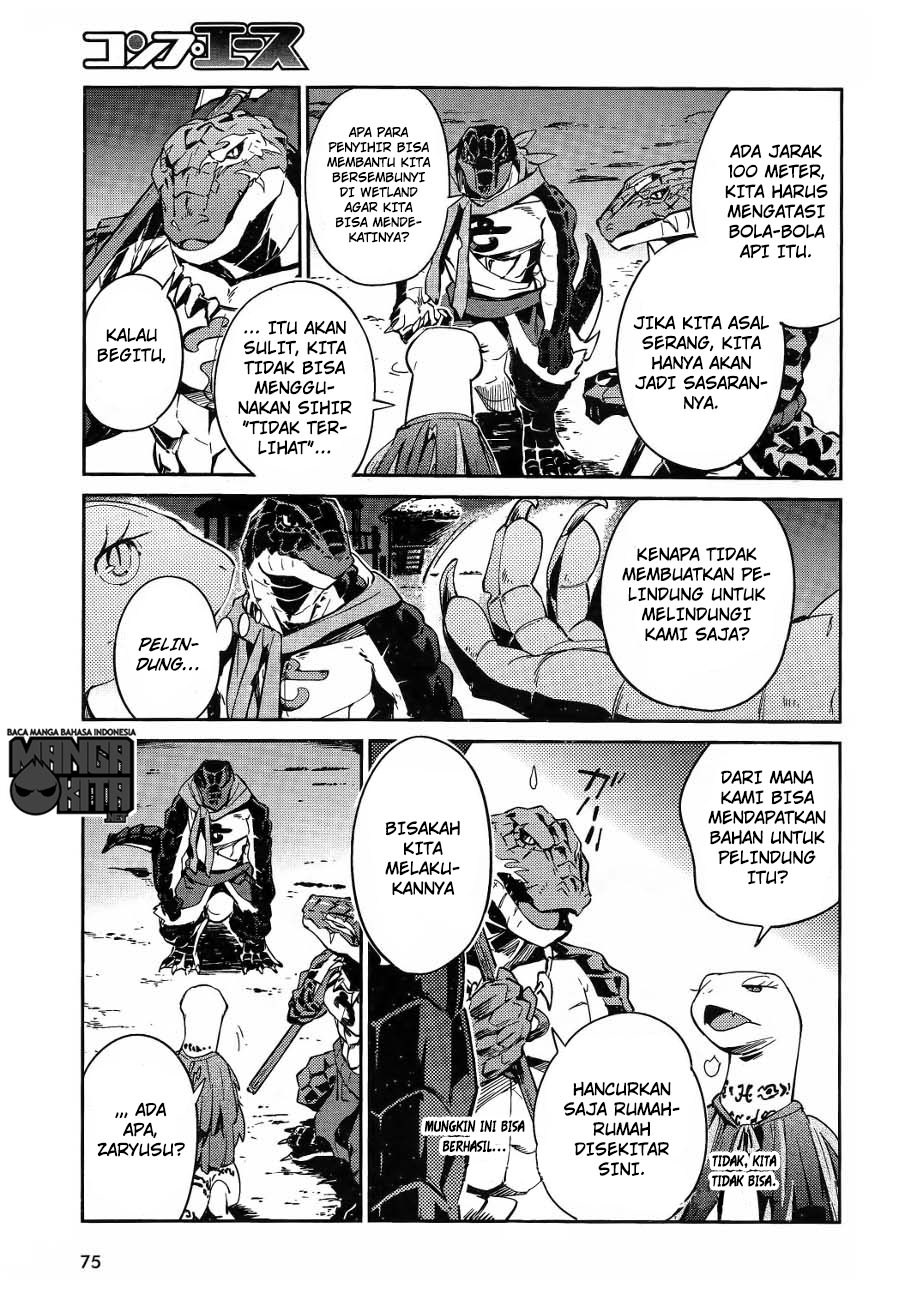 コンプ・エース
ADA JARAK
100 METER,
KITA HARUS
MENGATASI
BOLA-BOLA
API ITU.
JIKA KITA ASAL
SERANG, KITA
HANYA AKAN
JADI SASARAN-
NYA.
APA PARA
PENYIHIR BISA
MEMBANTU KITA
BERSEMBUNYI
DI WETLAND
AGAR KITA
BISA MENDE-
KATINYA?
... ITU AKAN
SULIT, KITA
TIDAK BISA
MENGGU-
NAKAN SIHIR
"TIDAK TER-
LIHAT"...
KALAU
BEGITU,
KENAPA TIDAK
MEMBUATKAN PE-
LINDUNG UNTUK
MELINDUNGI
KAMI SAJA?
PELIN-
DUNG...
BACA MANGA BAHASA INDONESIA
MANGA
KITA
.NET
DARI MANA
KAMI BISA
MENDAPATKAN
BAHAN UNTUK
PELINDUNG
ITU?
ガク
BISAKAH
KITA
MELAKU-
KANNYA
HANCURKAN
SAJA RUMAH-
RUMAH
DISEKITAR
SINI.
TIDAK, KITA
TIDAK BISA.
MUNGKIN INI BISA
BERHASIL...
,,, ADA
APA,
ZARYUSU?
75